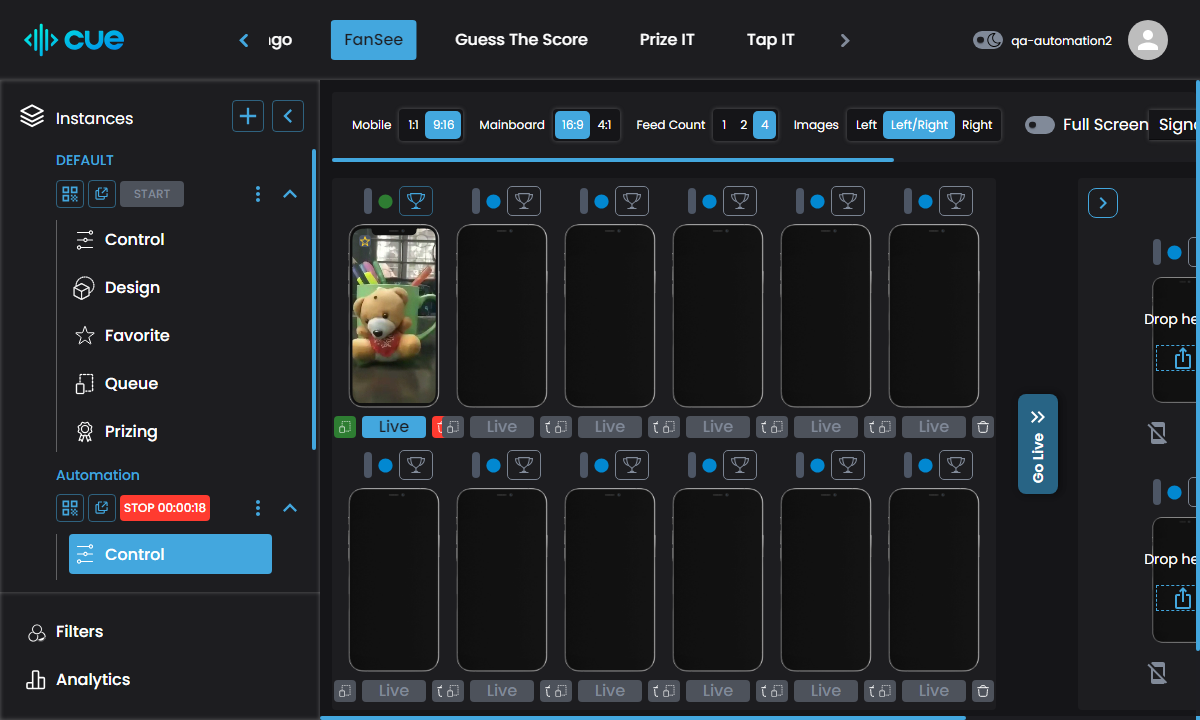 cue
ngo
FanSee
Guess The Score
Prize IT
Tap IT
qa-automation2
Instances
DEFAULT
START
Control
Design
Favorite
Queue
Prizing
Automation
STOP 00:00:18
Control
Filters
Analytics
Mobile 1:1 9:16 Mainboard 16:9 4:1 Feed Count 1 2 4 Images Left Left/Right Right Full Screen
Live Live Live Live Live Live
Live Live Live Live Live Live
Go Live
Drop
Drop